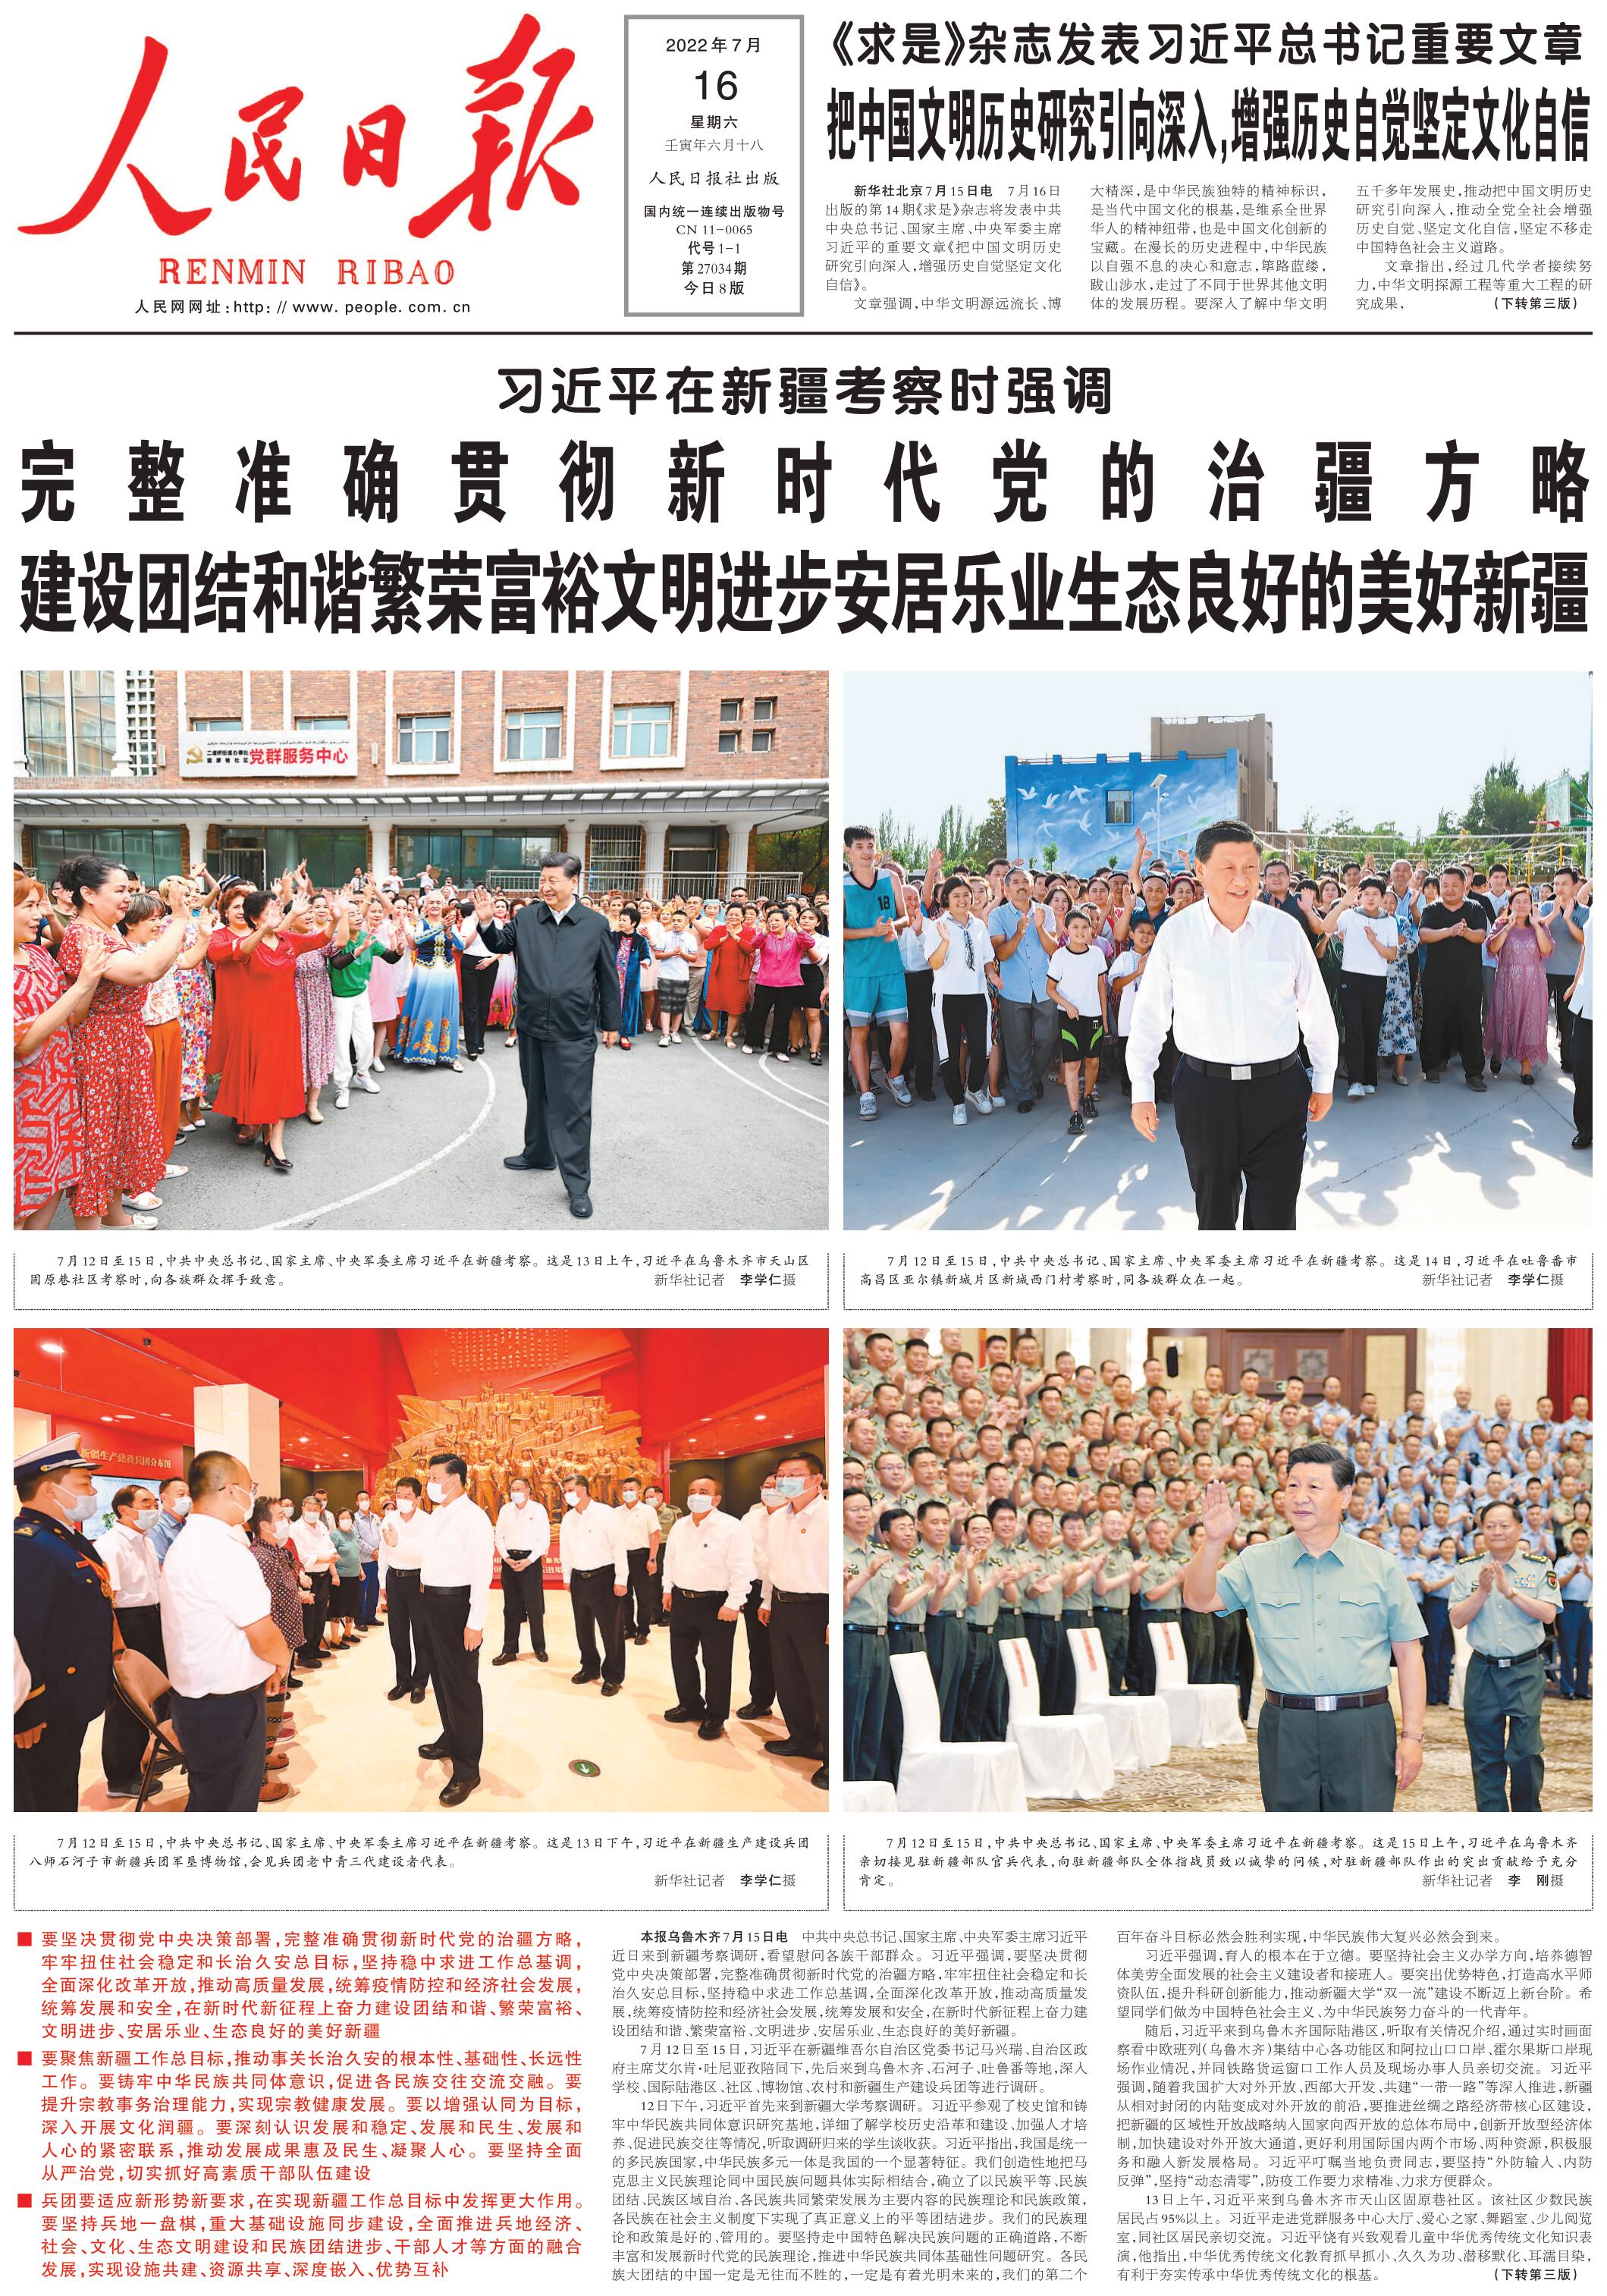 人民日报
RENMIN RIBAO
人民网网址:http://www.people.com.cn
2022年7月
16
星期六
壬寅年六月十八
人民日报社出版
国内统一连续出版物号
CN 11-0065
代号1-1
第27034期
今日8版
《求是》杂志发表习近平总书记重要文章
把中国文明历史研究引向深入,增强历史自觉坚定文化自信
新华社北京7月15日电 7月16日
出版的第14期《求是》杂志将发表中共
中央总书记、国家主席、中央军委主席
习近平的重要文章《把中国文明历史
研究引向深入,增强历史自觉坚定文化
自信》。
文章强调,中华文明源远流长、博
大精深,是中华民族独特的精神标识,
是当代中国文化的根基,是维系全世界
华人的精神纽带,也是中国文化创新的
宝藏。在漫长的历史进程中,中华民族
以自强不息的决心和意志,筚路蓝缕,
跋山涉水,走过了不同于世界其他文明
体的发展历程。要深入了解中华文明
五千多年发展史,推动把中国文明历史
研究引向深入,推动全党全社会增强
历史自觉、坚定文化自信,坚定不移走
中国特色社会主义道路。
文章指出,经过几代学者接续努
力,中华文明探源工程等重大工程的研
究成果,(下转第三版)
习近平在新疆考察时强调
完整准确贯彻新时代党的治疆方略
建设团结和谐繁荣富裕文明进步安居乐业生态良好的美好新疆
二道桥街道办事处
固原巷社区
党群服务中心
18
7月12日至15日,中共中央总书记、国家主席、中央军委主席习近平在新疆考察。这是13日上午,习近平在乌鲁木齐市天山区
固原巷社区考察时,向各族群众挥手致意。
新华社记者 李学仁摄
7月12日至15日,中共中央总书记、国家主席、中央军委主席习近平在新疆考察。这是14日,习近平在吐鲁番市
高昌区亚尔镇新城片区新城西门村考察时,同各族群众在一起。
新华社记者 李学仁摄
新疆生产建设兵团分布图
7月12日至15日,中共中央总书记、国家主席、中央军委主席习近平在新疆考察。这是13日下午,习近平在新疆生产建设兵团
八师石河子市新疆兵团军垦博物馆,会见兵团老中青三代建设者代表。
新华社记者 李学仁摄
7月12日至15日,中共中央总书记、国家主席、中央军委主席习近平在新疆考察。这是15日上午,习近平在乌鲁木齐
亲切接见驻新疆部队官兵代表,向驻新疆部队全体指战员致以诚挚的问候,对驻新疆部队作出的突出贡献给予充分
肯定。
新华社记者 李 刚摄
■ 要坚决贯彻党中央决策部署,完整准确贯彻新时代党的治疆方略,
牢牢扭住社会稳定和长治久安总目标,坚持稳中求进工作总基调,
全面深化改革开放,推动高质量发展,统筹疫情防控和经济社会发展,
统筹发展和安全,在新时代新征程上奋力建设团结和谐、繁荣富裕、
文明进步、安居乐业、生态良好的美好新疆
■ 要聚焦新疆工作总目标,推动事关长治久安的根本性、基础性、长远性
工作。要铸牢中华民族共同体意识,促进各民族交往交流交融。要
提升宗教事务治理能力,实现宗教健康发展。要以增强认同为目标,
深入开展文化润疆。要深刻认识发展和稳定、发展和民生、发展和
人心的紧密联系,推动发展成果惠及民生、凝聚人心。要坚持全面
从严治党,切实抓好高素质干部队伍建设
■ 兵团要适应新形势新要求,在实现新疆工作总目标中发挥更大作用。
要坚持兵地一盘棋,重大基础设施同步建设,全面推进兵地经济、
社会、文化、生态文明建设和民族团结进步、干部人才等方面的融合
发展,实现设施共建、资源共享、深度嵌入、优势互补
本报乌鲁木齐7月15日电 中共中央总书记、国家主席、中央军委主席习近平
近日来到新疆考察调研,看望慰问各族干部群众。习近平强调,要坚决贯彻
党中央决策部署,完整准确贯彻新时代党的治疆方略,牢牢扭住社会稳定和长
治久安总目标,坚持稳中求进工作总基调,全面深化改革开放,推动高质量发
展,统筹疫情防控和经济社会发展,统筹发展和安全,在新时代新征程上奋力建
设团结和谐、繁荣富裕、文明进步、安居乐业、生态良好的美好新疆。
7月12日至15日,习近平在新疆维吾尔自治区党委书记马兴瑞、自治区政
府主席艾尔肯·吐尼亚孜陪同下,先后来到乌鲁木齐、石河子、吐鲁番等地,深入
学校、国际陆港区、社区、博物馆、农村和新疆生产建设兵团等进行调研。
12日下午,习近平首先来到新疆大学考察调研。习近平参观了校史馆和铸
牢中华民族共同体意识研究基地,详细了解学校历史沿革和建设、加强人才培
养、促进民族交往等情况,听取调研归来的学生谈收获。习近平指出,我国是统一
的多民族国家,中华民族多元一体是我国的一个显著特征。我们创造性地把马
克思主义民族理论同中国民族问题具体实际相结合,确立了以民族平等、民族
团结、民族区域自治、各民族共同繁荣发展为主要内容的民族理论和民族政策,
各民族在社会主义制度下实现了真正意义上的平等团结进步。我们的民族理
论和政策是好的、管用的。要坚持走中国特色解决民族问题的正确道路,不断
丰富和发展新时代党的民族理论,推进中华民族共同体基础性问题研究。各民
族大团结的中国一定是无往而不胜的,一定是有着光明未来的,我们的第二个
百年奋斗目标必然会胜利实现,中华民族伟大复兴必然会到来。
习近平强调,育人的根本在于立德。要坚持社会主义办学方向,培养德智
体美劳全面发展的社会主义建设者和接班人。要突出优势特色,打造高水平师
资队伍,提升科研创新能力,推动新疆大学“双一流”建设不断迈上新台阶。希
望同学们做为中国特色社会主义、为中华民族努力奋斗的一代青年。
随后,习近平来到乌鲁木齐国际陆港区,听取有关情况介绍,通过实时画面
察看中欧班列(乌鲁木齐)集结中心各功能区和阿拉山口口岸、霍尔果斯口岸现
场作业情况,并同铁路货运窗口工作人员及现场办事人员亲切交流。习近平
强调,随着我国扩大对外开放、西部大开发、共建“一带一路”等深入推进,新疆
从相对封闭的内陆变成对外开放的前沿,要推进丝绸之路经济带核心区建设,
把新疆的区域性开放战略纳入国家向西开放的总体布局中,创新开放型经济体
制,加快建设对外开放大通道,更好利用国际国内两个市场、两种资源,积极服
务和融入新发展格局。习近平叮嘱当地负责同志,要坚持“外防输入、内防
反弹”,坚持“动态清零”,防疫工作要力求精准、力求方便群众。
13日上午,习近平来到乌鲁木齐市天山区固原巷社区。该社区少数民族
居民占95%以上。习近平走进党群服务中心大厅、爱心之家、舞蹈室、少儿阅览
室,同社区居民亲切交流。习近平饶有兴致观看儿童中华优秀传统文化知识表
演,他指出,中华优秀传统文化教育抓早抓小、久久为功、潜移默化、耳濡目染,
有利于夯实传承中华优秀传统文化的根基。(下转第三版)